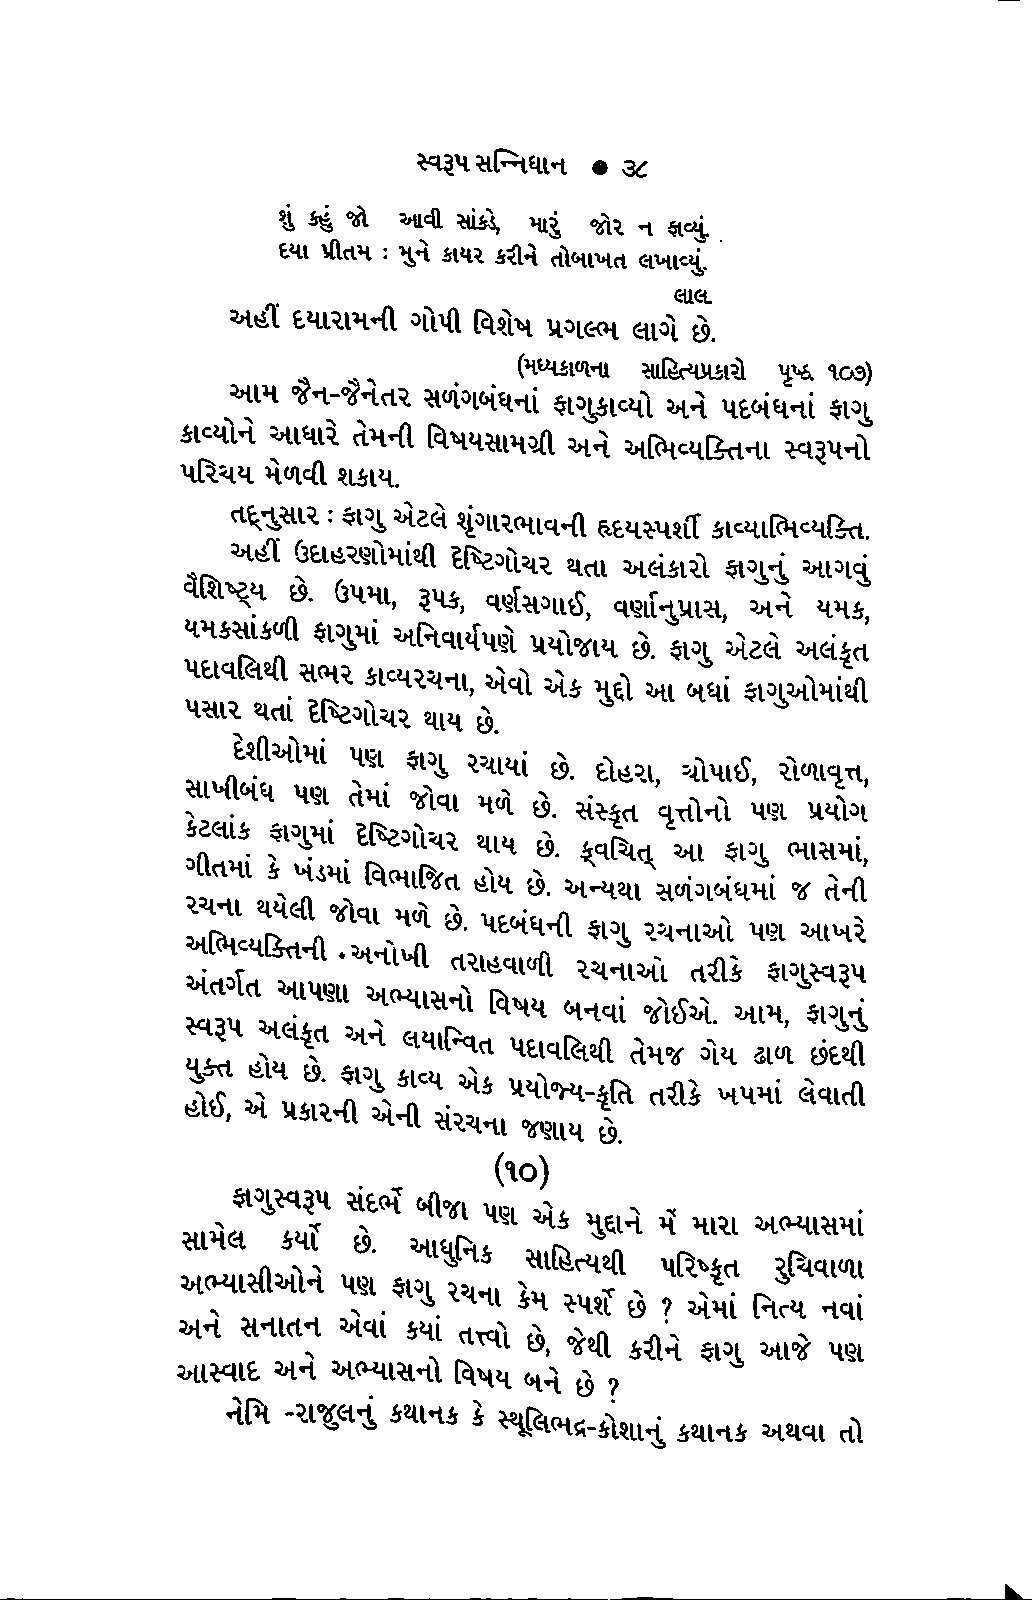 સ્વરૂપ સન્નિધાન ● ૩૮
શું કહું જો આવી સાંકડે, મારું જોર ન ફાવ્યું.
દયા પ્રીતમ : મુને કાયર કરીને તોબાખત લખાવ્યું.
લાલ.
અહીં દયારામની ગોપી વિશેષ પ્રગલ્ભ લાગે છે.
(મધ્યકાળના સાહિત્યપ્રકારો પૃષ્ઠ ૧૦૭)
આમ જૈન-જૈનેતર સળંગબંધનાં ફાગુકાવ્યો અને પદબંધનાં ફાગુ
કાવ્યોને આધારે તેમની વિષયસામગ્રી અને અભિવ્યક્તિના સ્વરૂપનો
પરિચય મેળવી શકાય.
તદ્નુસાર : ફાગુ એટલે શૃંગારભાવની હૃદયસ્પર્શી કાવ્યાભિવ્યક્તિ.
અહીં ઉદાહરણોમાંથી દૃષ્ટિગોચર થતા અલંકારો ફાગુનું આગવું
વૈશિષ્ટ્ય છે. ઉપમા, રૂપક, વર્ણસગાઈ, વર્ણાનુપ્રાસ, અને યમક,
યમકસાંકળી ફાગુમાં અનિવાર્યપણે પ્રયોજાય છે. ફાગુ એટલે અલંકૃત
પદાવલિથી સભર કાવ્યરચના, એવો એક મુદ્દો આ બધાં ફાગુઓમાંથી
પસાર થતાં દૃષ્ટિગોચર થાય છે.
દેશીઓમાં પણ ફાગુ રચાયાં છે. દોહરા, ચોપાઈ, રોળાવૃત્ત,
સાખીબંધ પણ તેમાં જોવા મળે છે. સંસ્કૃત વૃત્તોનો પણ પ્રયોગ
કેટલાંક ફાગુમાં દૃષ્ટિગોચર થાય છે. ક્વચિત્ આ ફાગુ ભાસમાં,
ગીતમાં કે ખંડમાં વિભાજિત હોય છે. અન્યથા સળંગબંધમાં જ તેની
રચના થયેલી જોવા મળે છે. પદબંધની ફાગુ રચનાઓ પણ આખરે
અભિવ્યક્તિની અનોખી તરાહવાળી રચનાઓ તરીકે ફાગુસ્વરૂપ
અંતર્ગત આપણા અભ્યાસનો વિષય બનવાં જોઈએ. આમ, ફાગુનું
સ્વરૂપ અલંકૃત અને લયાન્વિત પદાવલિથી તેમજ ગેય ઢાળ છંદથી
યુક્ત હોય છે. ફાગુ કાવ્ય એક પ્રયોજ્ય-કૃતિ તરીકે ખપમાં લેવાતી
હોઈ, એ પ્રકારની એની સંરચના જણાય છે.
(૧૦)
ફાગુસ્વરૂપ સંદર્ભે બીજા પણ એક મુદ્દાને મેં મારા અભ્યાસમાં
સામેલ કર્યો છે. આધુનિક સાહિત્યથી પરિષ્કૃત રુચિવાળા
અભ્યાસીઓને પણ ફાગુ રચના કેમ સ્પર્શે છે ? એમાં નિત્ય નવાં
અને સનાતન એવાં કયાં તત્ત્વો છે, જેથી કરીને ફાગુ આજે પણ
આસ્વાદ અને અભ્યાસનો વિષય બને છે ?
નેમિ -રાજુલનું કથાનક કે સ્થૂલિભદ્ર-કોશાનું કથાનક અથવા તો